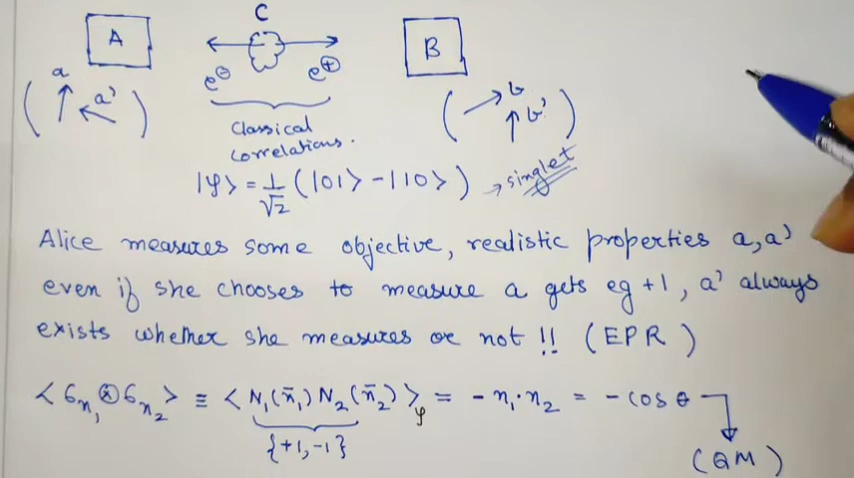 C
A
B
e⊖ e⊕
( a a' )
( b b' )
Classical
correlations.
|ψ> = 1/√2 (|01> - |10>) → singlet
Alice measures some objective, realistic properties a, a'
even if she chooses to measure a gets eg +1, a' always
exists whether she measures or not !! (EPR)
<σn₁ ⊗ σn₂> ≡ <N₁(n̄₁) N₂(n̄₂)>ψ = - n₁·n₂ = - cos θ
{+1, -1}
(QM)